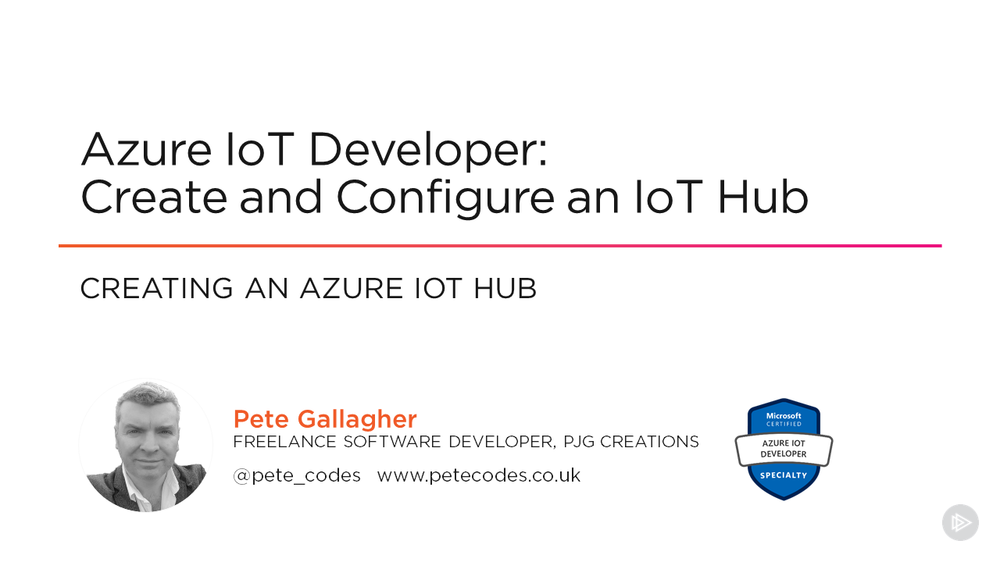 Azure IoT Developer:
Create and Configure an IoT Hub
CREATING AN AZURE IOT HUB
Pete Gallagher
FREELANCE SOFTWARE DEVELOPER, PJG CREATIONS
@pete_codes www.petecodes.co.uk
Microsoft
CERTIFIED
AZURE IOT
DEVELOPER
SPECIALTY